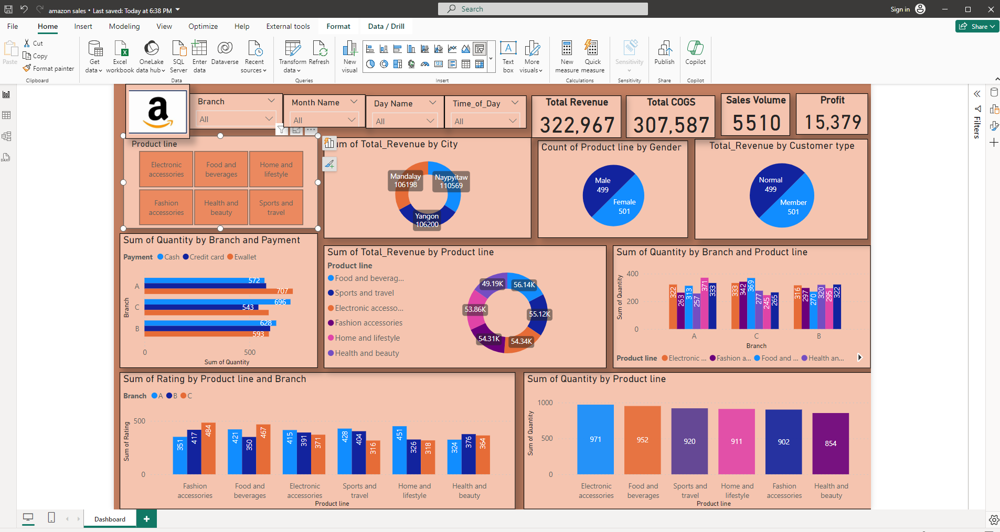 amazon sales • Last saved: Today at 6:38 PM
Search
Sign in
File
Home
Insert
Modeling
View
Optimize
Help
External tools
Format
Data / Drill
Share
Paste
Cut
Copy
Format painter
Clipboard
Get data
Excel workbook
OneLake data hub
SQL Server
Enter data
Dataverse
Recent sources
Data
Transform data
Refresh
Queries
New visual
123
A
Text box
More visuals
Insert
New measure
Quick measure
Calculations
Sensitivity
Sensitivity
Publish
Share
Copilot
Copilot
DAX
a
Branch
All
Month Name
All
Day Name
All
Time_of_Day
All
Total Revenue
322,967
Total COGS
307,587
Sales Volume
5510
Profit
15,379
Filters
Product line
Electronic accessories
Food and beverages
Home and lifestyle
Fashion accessories
Health and beauty
Sports and travel
um of Total_Revenue by City
Mandalay
106198
Naypyitaw
110569
Yangon
106200
Count of Product line by Gender
Male
499
Female
501
Total_Revenue by Customer type
Normal
499
Member
501
Sum of Quantity by Branch and Payment
Payment Cash Credit card Ewallet
Branch
A
572
707
C
696
543
B
628
593
0 500
Sum of Quantity
Sum of Total_Revenue by Product line
Product line
Food and beverag...
Sports and travel
Electronic accesso...
Fashion accessories
Home and lifestyle
Health and beauty
49.19K
56.14K
53.86K
55.12K
54.31K
54.34K
Sum of Quantity by Branch and Product line
Sum of Quantity
400
200
0
322 263 313 257 371 333
333 342 369 277 245 265
316 297 270 320 295 322
A C B
Branch
Product line Electronic ... Fashion a... Food and ... Health an...
Sum of Rating by Product line and Branch
Branch A B C
Sum of Rating
500
0
351 417 484
421 350 467
415 391 371
428 404 316
451 326 318
324 376 364
Fashion accessories
Food and beverages
Electronic accessories
Sports and travel
Home and lifestyle
Health and beauty
Product line
Sum of Quantity by Product line
Sum of Quantity
1000
500
0
971 952 920 911 902 854
Electronic accessories
Food and beverages
Sports and travel
Home and lifestyle
Fashion accessories
Health and beauty
Product line
Dashboard